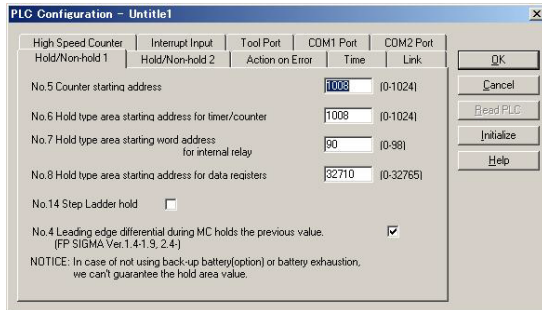 PLC Configuration - Untitle1
High Speed Counter Interrupt Input Tool Port COM1 Port COM2 Port
Hold/Non-hold 1 Hold/Non-hold 2 Action on Error Time Link
No.5 Counter starting address 1008 (0-1024)
No.6 Hold type area starting address for timer/counter 1008 (0-1024)
No.7 Hold type area starting word address
for internal relay 90 (0-98)
No.8 Hold type area starting address for data registers 32710 (0-32765)
No.14 Step Ladder hold
No.4 Leading edge differential during MC holds the previous value.
(FP SIGMA Ver.1.4-1.9, 2.4-)
NOTICE: In case of not using back-up battery(option) or battery exhaustion,
we can't guarantee the hold area value.
OK
Cancel
Read PLC
Initialize
Help